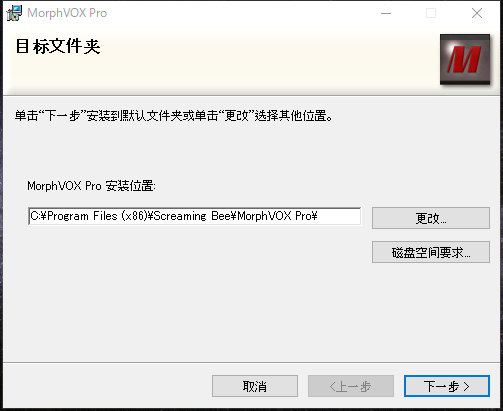 MorphVOX Pro
目标文件夹
M
单击“下一步”安装到默认文件夹或单击“更改”选择其他位置。
MorphVOX Pro 安装位置:
C:¥Program Files (x86)¥Screaming Bee¥MorphVOX Pro¥
更改...
磁盘空间要求...
取消
<上一步
下一步 >